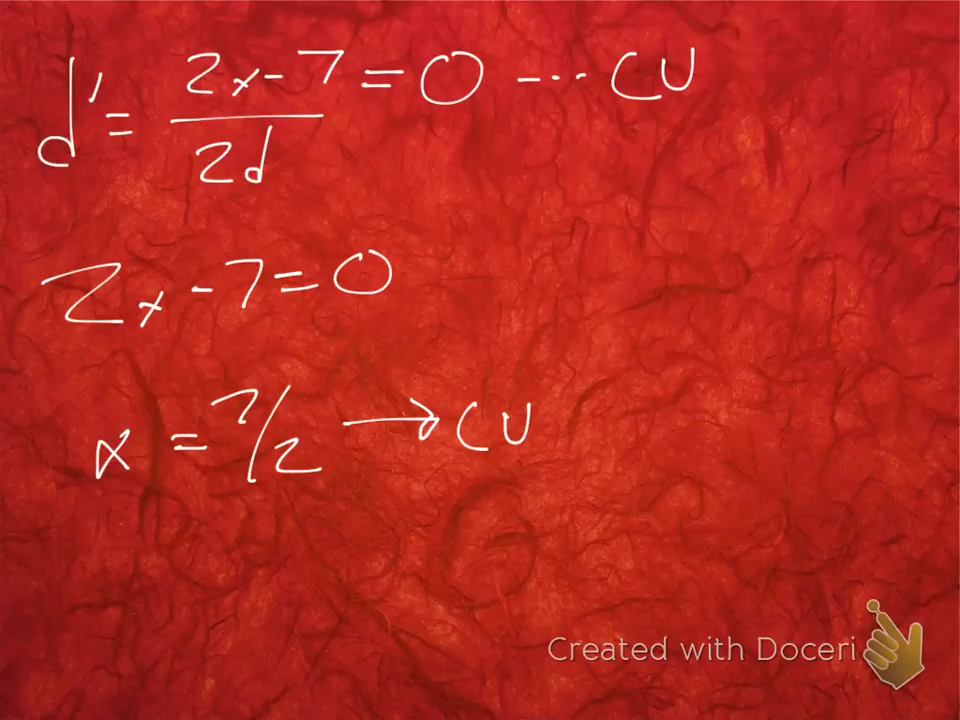 d' = (2x-7)/(2d) = 0 --·· CU
2x - 7 = 0
x = 7/2 → CU
Created with Doceri